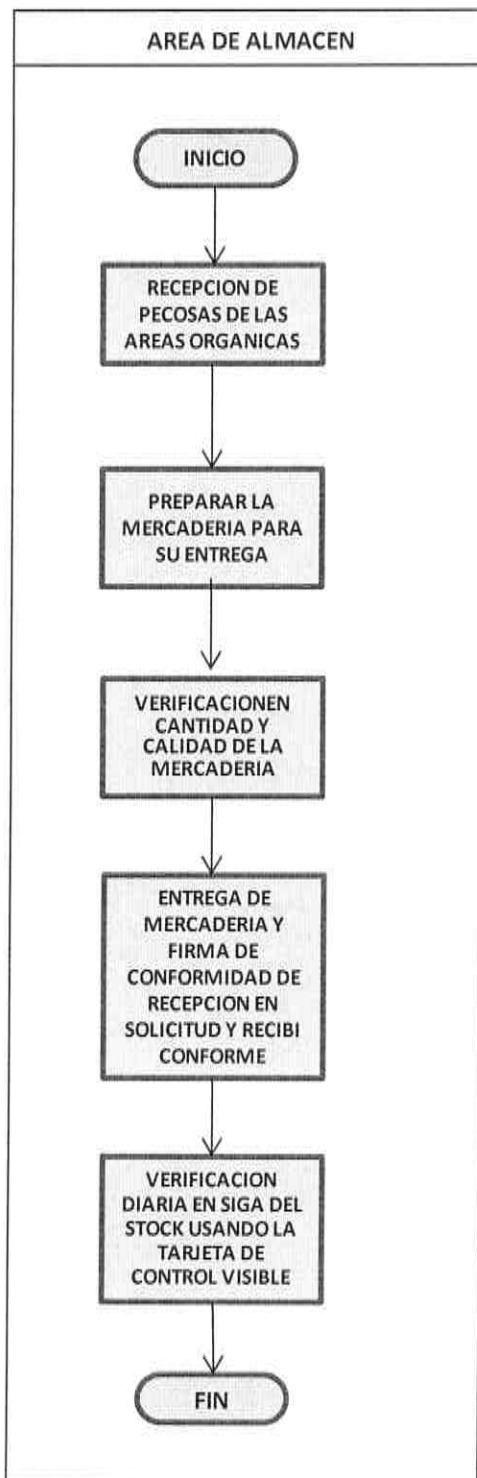 AREA DE ALMACEN
INICIO
RECEPCION DE
PECOSAS DE LAS
AREAS ORGANICAS
PREPARAR LA
MERCADERIA PARA
SU ENTREGA
VERIFICACIONEN
CANTIDAD Y
CALIDAD DE LA
MERCADERIA
ENTREGA DE
MERCADERIA Y
FIRMA DE
CONFORMIDAD DE
RECEPCION EN
SOLICITUD Y RECIBI
CONFORME
VERIFICACION
DIARIA EN SIGA DEL
STOCK USANDO LA
TARJETA DE
CONTROL VISIBLE
FIN